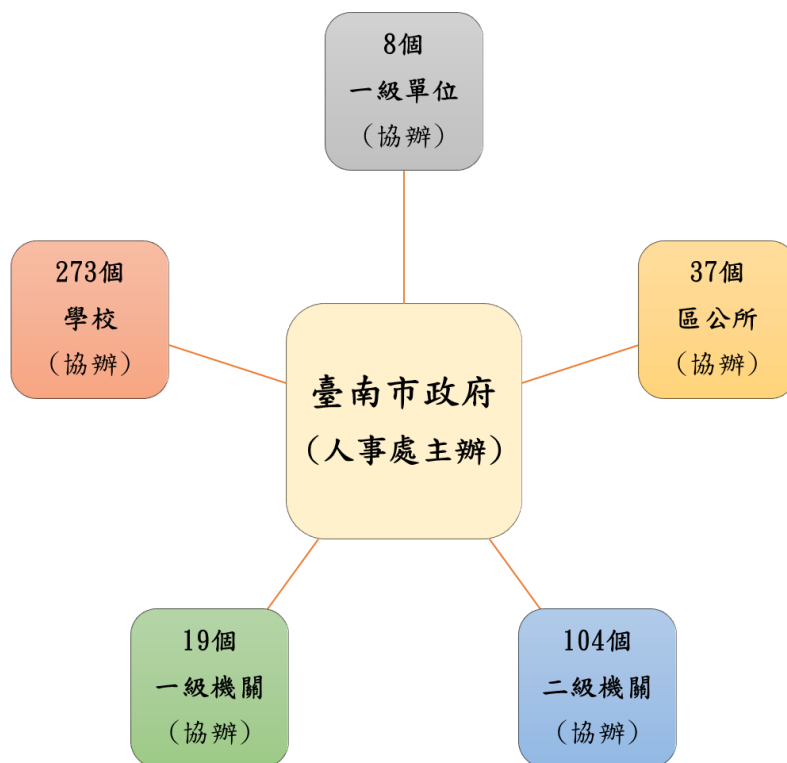 8個
一級單位
（協辦）
273個
學校
（協辦）
37個
區公所
（協辦）
臺南市政府
（人事處主辦）
19個
一級機關
（協辦）
104個
二級機關
（協辦）